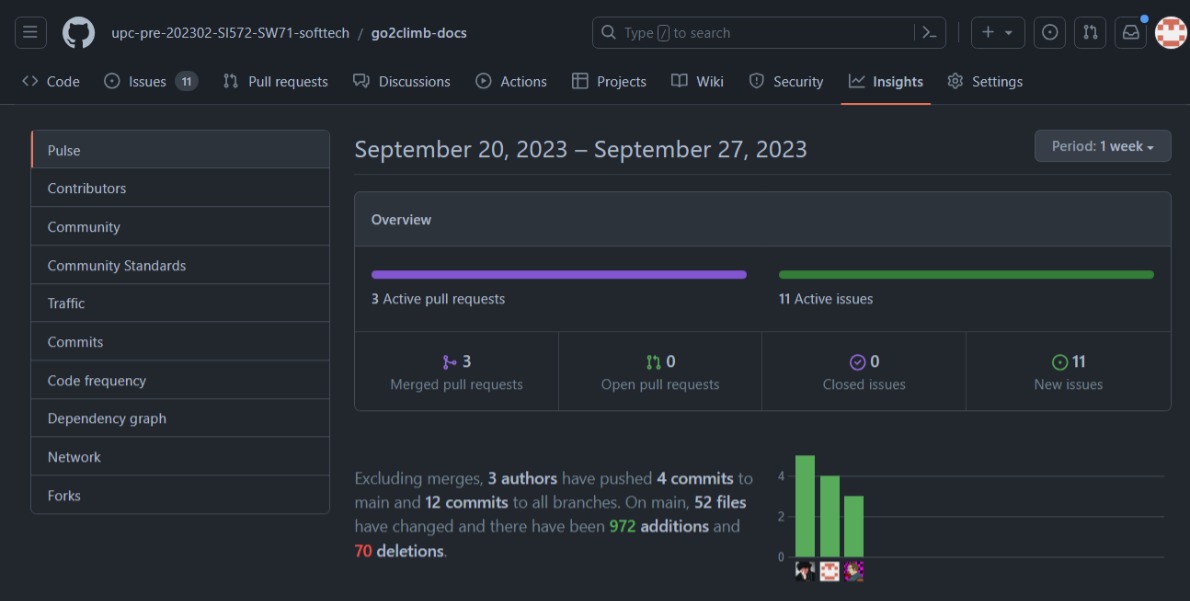 upc-pre-202302-SI572-SW71-softtech / go2climb-docs
Type / to search
Code
Issues 11
Pull requests
Discussions
Actions
Projects
Wiki
Security
Insights
Settings
Pulse
Contributors
Community
Community Standards
Traffic
Commits
Code frequency
Dependency graph
Network
Forks
September 20, 2023 – September 27, 2023
Period: 1 week
Overview
3 Active pull requests
11 Active issues
3
Merged pull requests
0
Open pull requests
0
Closed issues
11
New issues
Excluding merges, 3 authors have pushed 4 commits to
main and 12 commits to all branches. On main, 52 files
have changed and there have been 972 additions and
70 deletions.
4
2
0